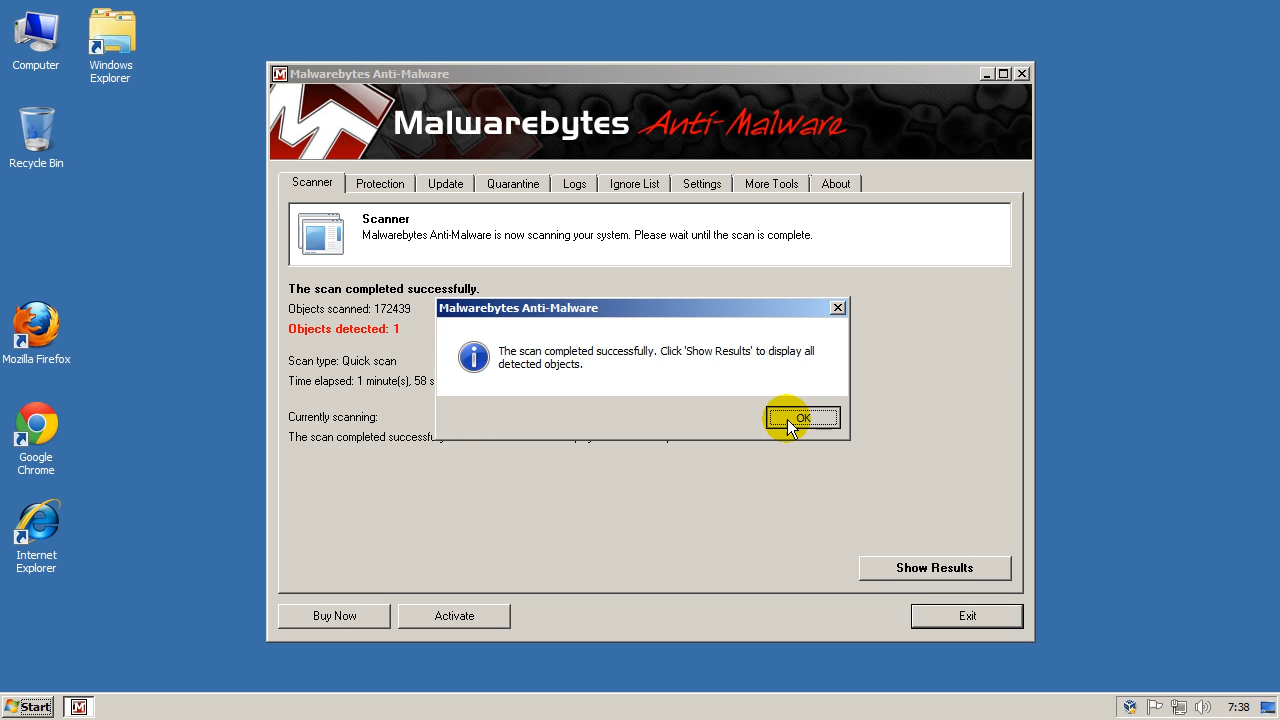 Computer
Windows
Explorer
Recycle Bin
Mozilla Firefox
Google
Chrome
Internet
Explorer
Malwarebytes Anti-Malware
Malwarebytes Anti-Malware
Scanner
Protection
Update
Quarantine
Logs
Ignore List
Settings
More Tools
About
Scanner
Malwarebytes Anti-Malware is now scanning your system. Please wait until the scan is complete.
The scan completed successfully.
Objects scanned: 172439
Objects detected: 1
Scan type: Quick scan
Time elapsed: 1 minute(s), 58
Currently scanning:
The scan completed
Malwarebytes Anti-Malware
The scan completed successfully. Click 'Show Results' to display all
detected objects.
OK
Show Results
Buy Now
Activate
Exit
Start
7:38